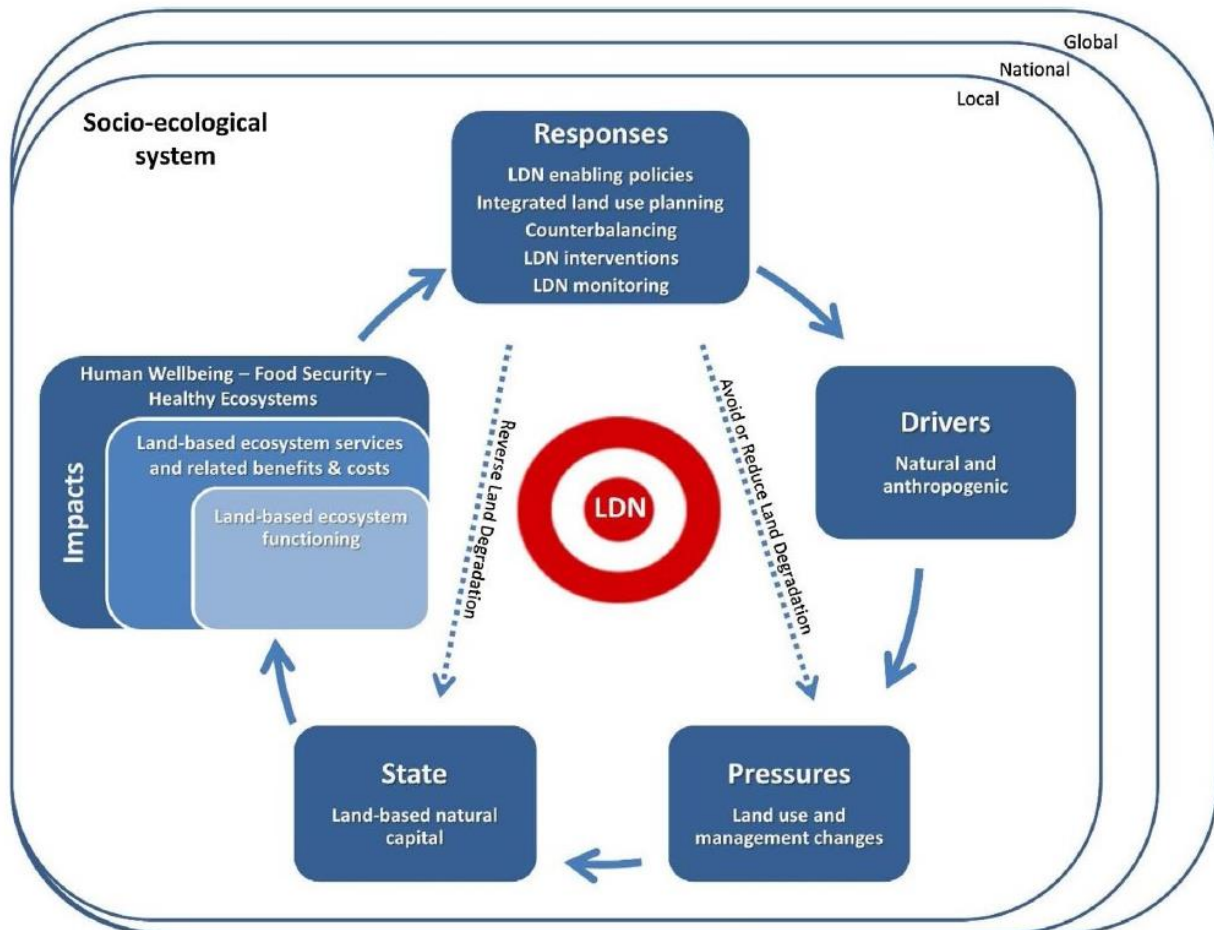 Global
National
Local
Socio-ecological
system
Responses
LDN enabling policies
Integrated land use planning
Counterbalancing
LDN interventions
LDN monitoring
Human Wellbeing – Food Security –
Healthy Ecosystems
Land-based ecosystem services
and related benefits & costs
Land-based ecosystem
functioning
Impacts
Reverse Land Degradation
LDN
Avoid or Reduce Land Degradation
Drivers
Natural and
anthropogenic
State
Land-based natural
capital
Pressures
Land use and
management changes